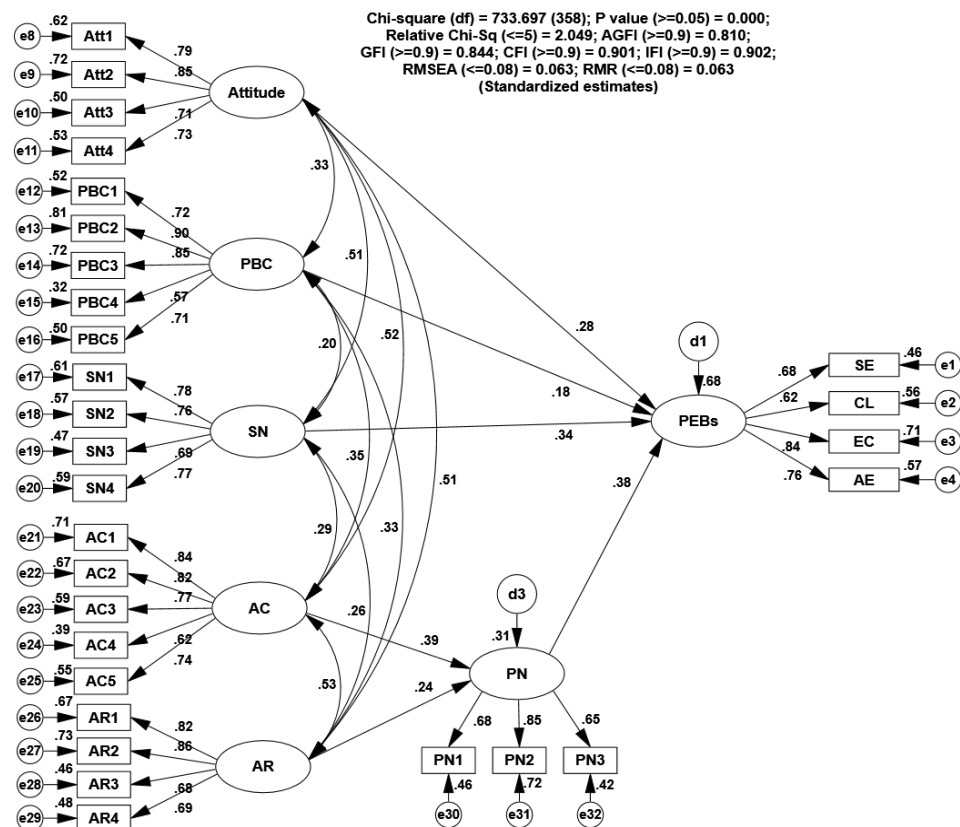 Chi-square (df) = 733.697 (358); P value (>=0.05) = 0.000;
Relative Chi-Sq (<=5) = 2.049; AGFI (>=0.9) = 0.810;
GFI (>=0.9) = 0.844; CFI (>=0.9) = 0.901; IFI (>=0.9) = 0.902;
RMSEA (<=0.08) = 0.063; RMR (<=0.08) = 0.063
(Standardized estimates)
e8 .62 Att1 .79
e9 .72 Att2 .85
e10 .50 Att3 .71
e11 .53 Att4 .73
Attitude
e12 .52 PBC1 .72
e13 .81 PBC2 .90
e14 .72 PBC3 .85
e15 .32 PBC4 .57
e16 .50 PBC5 .71
PBC
e17 .61 SN1 .78
e18 .57 SN2 .76
e19 .47 SN3 .69
e20 .59 SN4 .77
SN
e21 .71 AC1 .84
e22 .67 AC2 .82
e23 .59 AC3 .77
e24 .39 AC4 .62
e25 .55 AC5 .74
AC
e26 .67 AR1 .82
e27 .73 AR2 .86
e28 .46 AR3 .68
e29 .48 AR4 .69
AR
.33
.51
.20
.52
.35
.51
.29
.33
.26
.53
.28
.18
.34
.38
.39
.24
d1
.68
PEBs
.68 SE .46 e1
.62 CL .56 e2
.84 EC .71 e3
.76 AE .57 e4
d3
.31
PN
.68 .85 .65
PN1 PN2 PN3
.46 .72 .42
e30 e31 e32